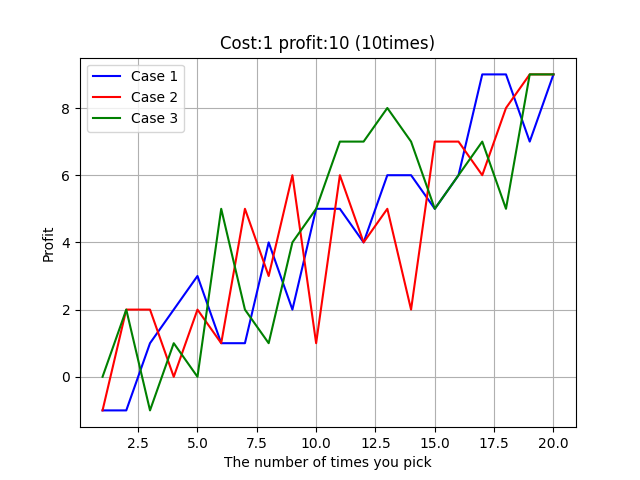 Cost:1 profit:10 (10times)
Case 1
Case 2
Case 3
Profit
8
6
4
2
0
2.5 5.0 7.5 10.0 12.5 15.0 17.5 20.0
The number of times you pick